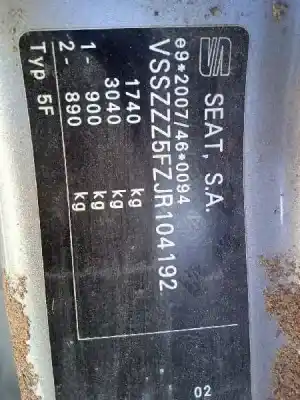 SEAT, S.A.
e9*2007/46*0094
VSSZZZ5FZJR104192
1740 kg
3040 kg
1- 900 kg
2- 890 kg
Typ 5F
02